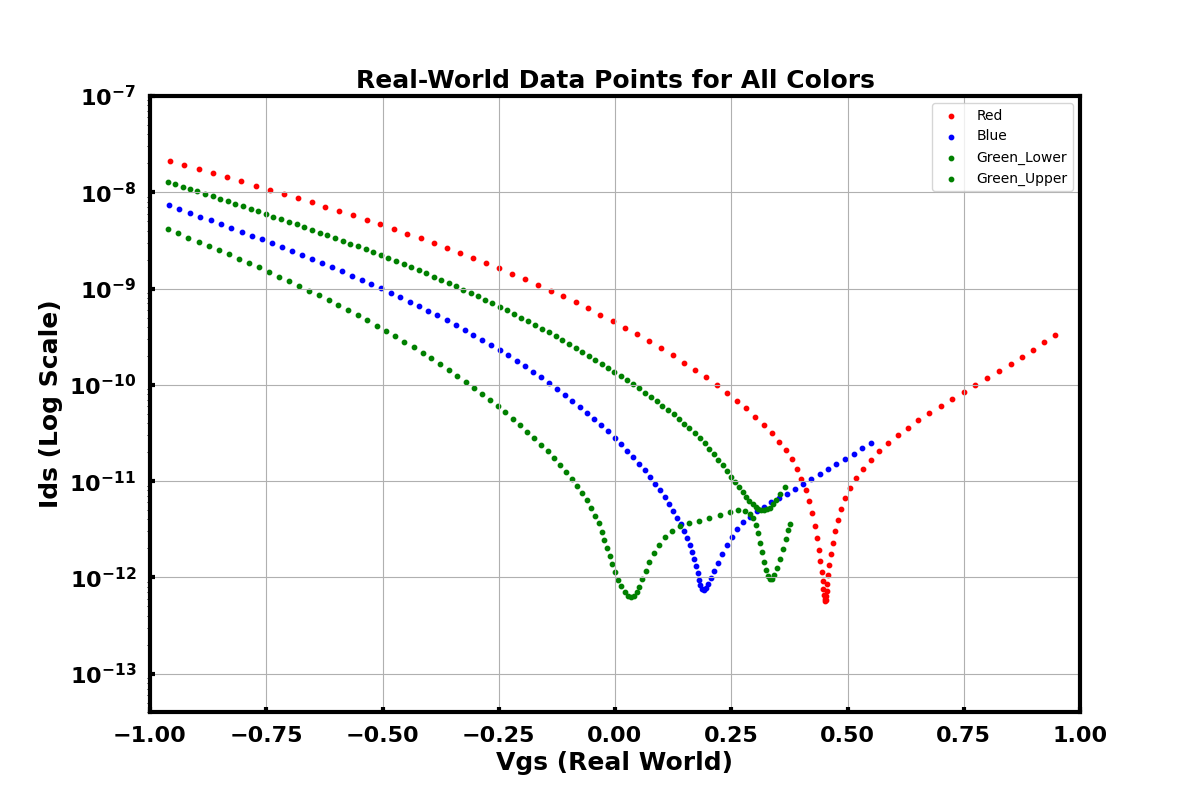 Real-World Data Points for All Colors
Red
Blue
Green_Lower
Green_Upper
10⁻⁷
10⁻⁸
10⁻⁹
10⁻¹⁰
10⁻¹¹
10⁻¹²
10⁻¹³
Ids (Log Scale)
−1.00 −0.75 −0.50 −0.25 0.00 0.25 0.50 0.75 1.00
Vgs (Real World)